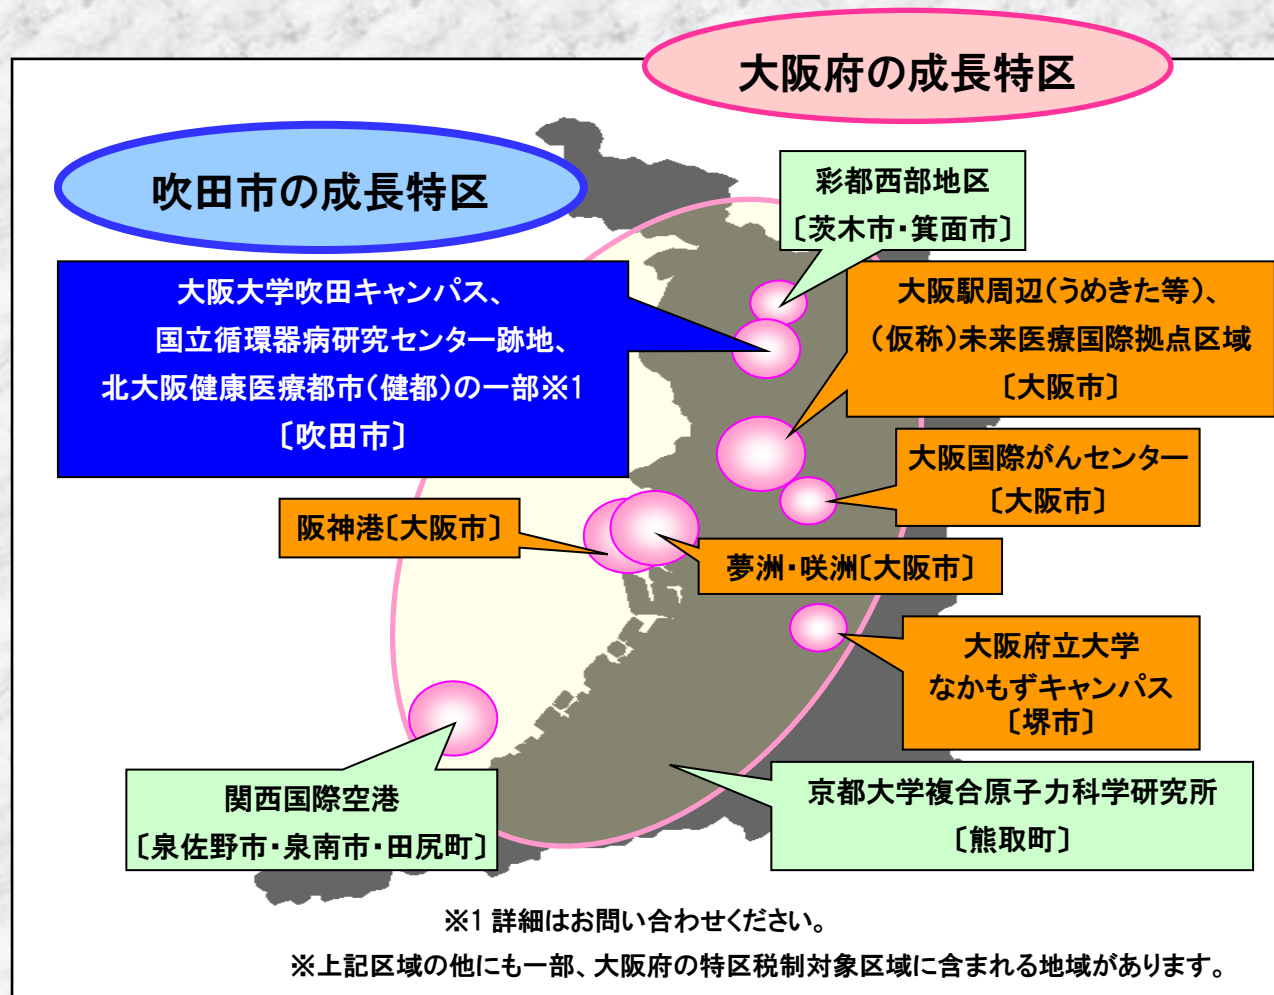 大阪府の成長特区
吹田市の成長特区
彩都西部地区
〔茨木市・箕面市〕
大阪大学吹田キャンパス、
国立循環器病研究センター跡地、
北大阪健康医療都市(健都)の一部※1
〔吹田市〕
大阪駅周辺(うめきた等)、
(仮称)未来医療国際拠点区域
〔大阪市〕
大阪国際がんセンター
〔大阪市〕
阪神港〔大阪市〕
夢洲・咲洲〔大阪市〕
大阪府立大学
なかもずキャンパス
〔堺市〕
関西国際空港
〔泉佐野市・泉南市・田尻町〕
京都大学複合原子力科学研究所
〔熊取町〕
※1 詳細はお問い合わせください。
※上記区域の他にも一部、大阪府の特区税制対象区域に含まれる地域があります。